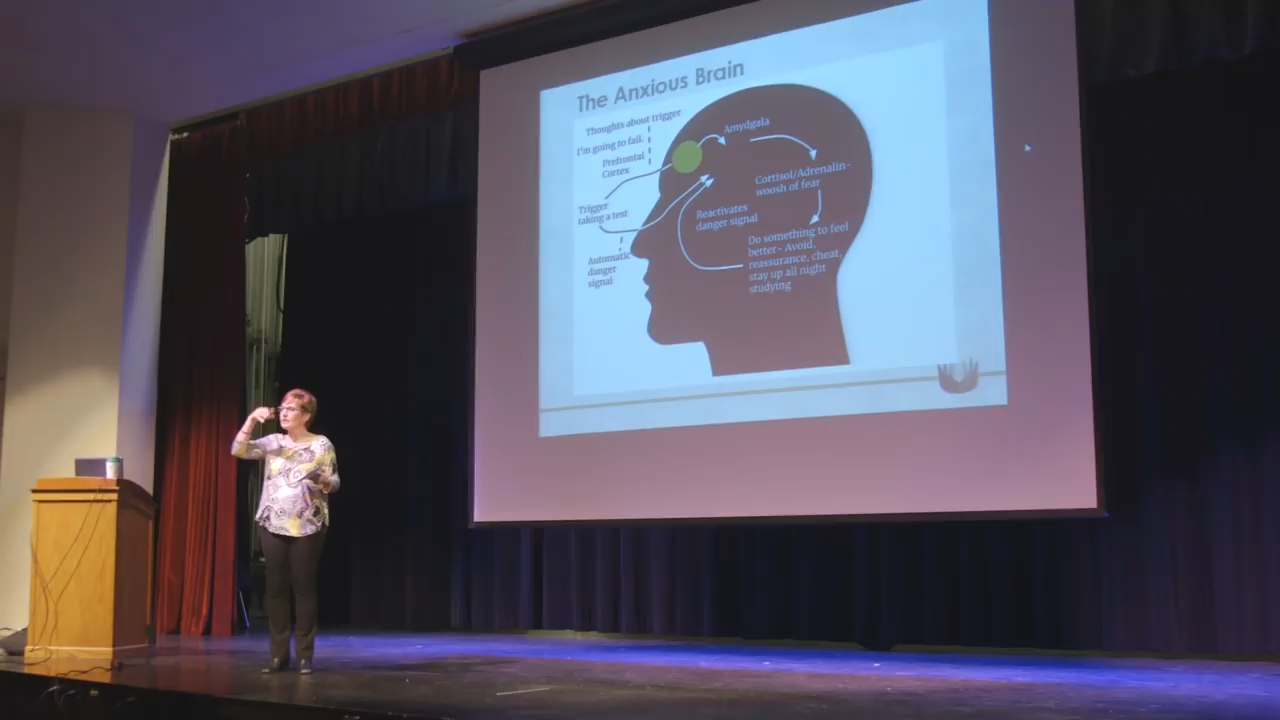 The Anxious Brain
Thoughts about trigger
I'm going to fail.
Prefrontal
Cortex
Trigger
taking a test
Automatic
danger
signal
Amydgala
Cortisol/Adrenalin-
woosh of fear
Reactivates
danger signal
Do something to feel
better- Avoid,
reassurance, cheat,
stay up all night
studying